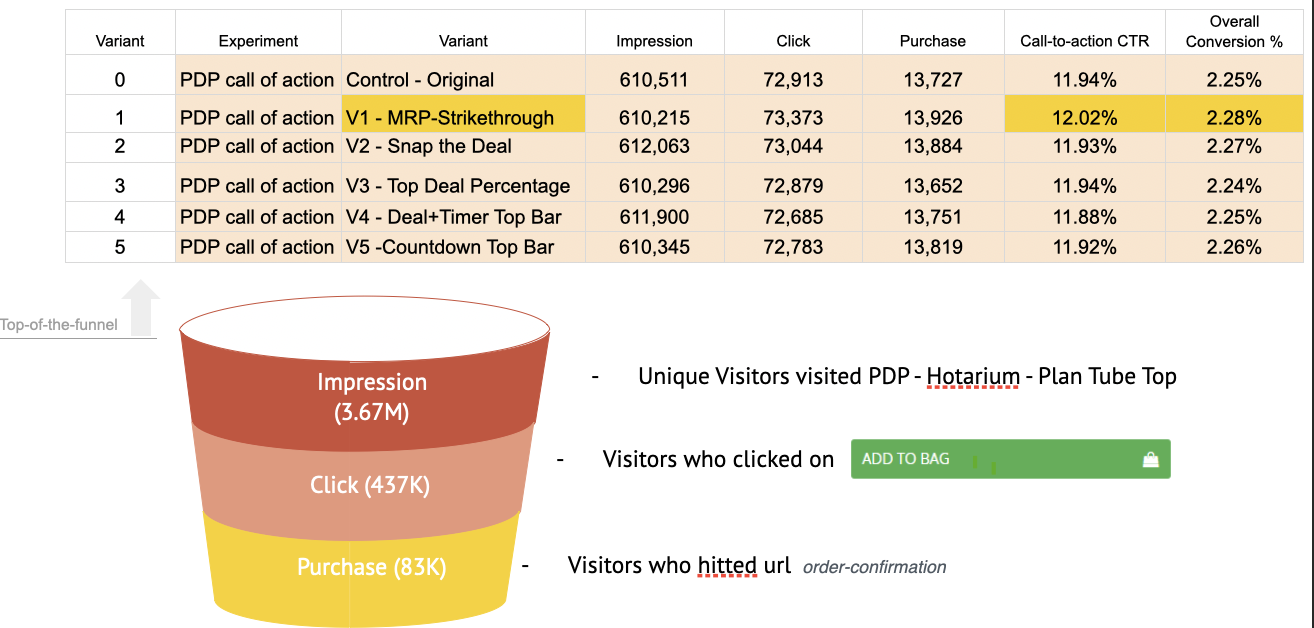 Variant Experiment Variant Impression Click Purchase Call-to-action CTR Overall Conversion %
0 PDP call of action Control - Original 610,511 72,913 13,727 11.94% 2.25%
1 PDP call of action V1 - MRP-Strikethrough 610,215 73,373 13,926 12.02% 2.28%
2 PDP call of action V2 - Snap the Deal 612,063 73,044 13,884 11.93% 2.27%
3 PDP call of action V3 - Top Deal Percentage 610,296 72,879 13,652 11.94% 2.24%
4 PDP call of action V4 - Deal+Timer Top Bar 611,900 72,685 13,751 11.88% 2.25%
5 PDP call of action V5 -Countdown Top Bar 610,345 72,783 13,819 11.92% 2.26%
Top-of-the-funnel
Impression
(3.67M)
- Unique Visitors visited PDP - Hotarium - Plan Tube Top
Click (437K)
- Visitors who clicked on ADD TO BAG
Purchase (83K)
- Visitors who hitted url order-confirmation